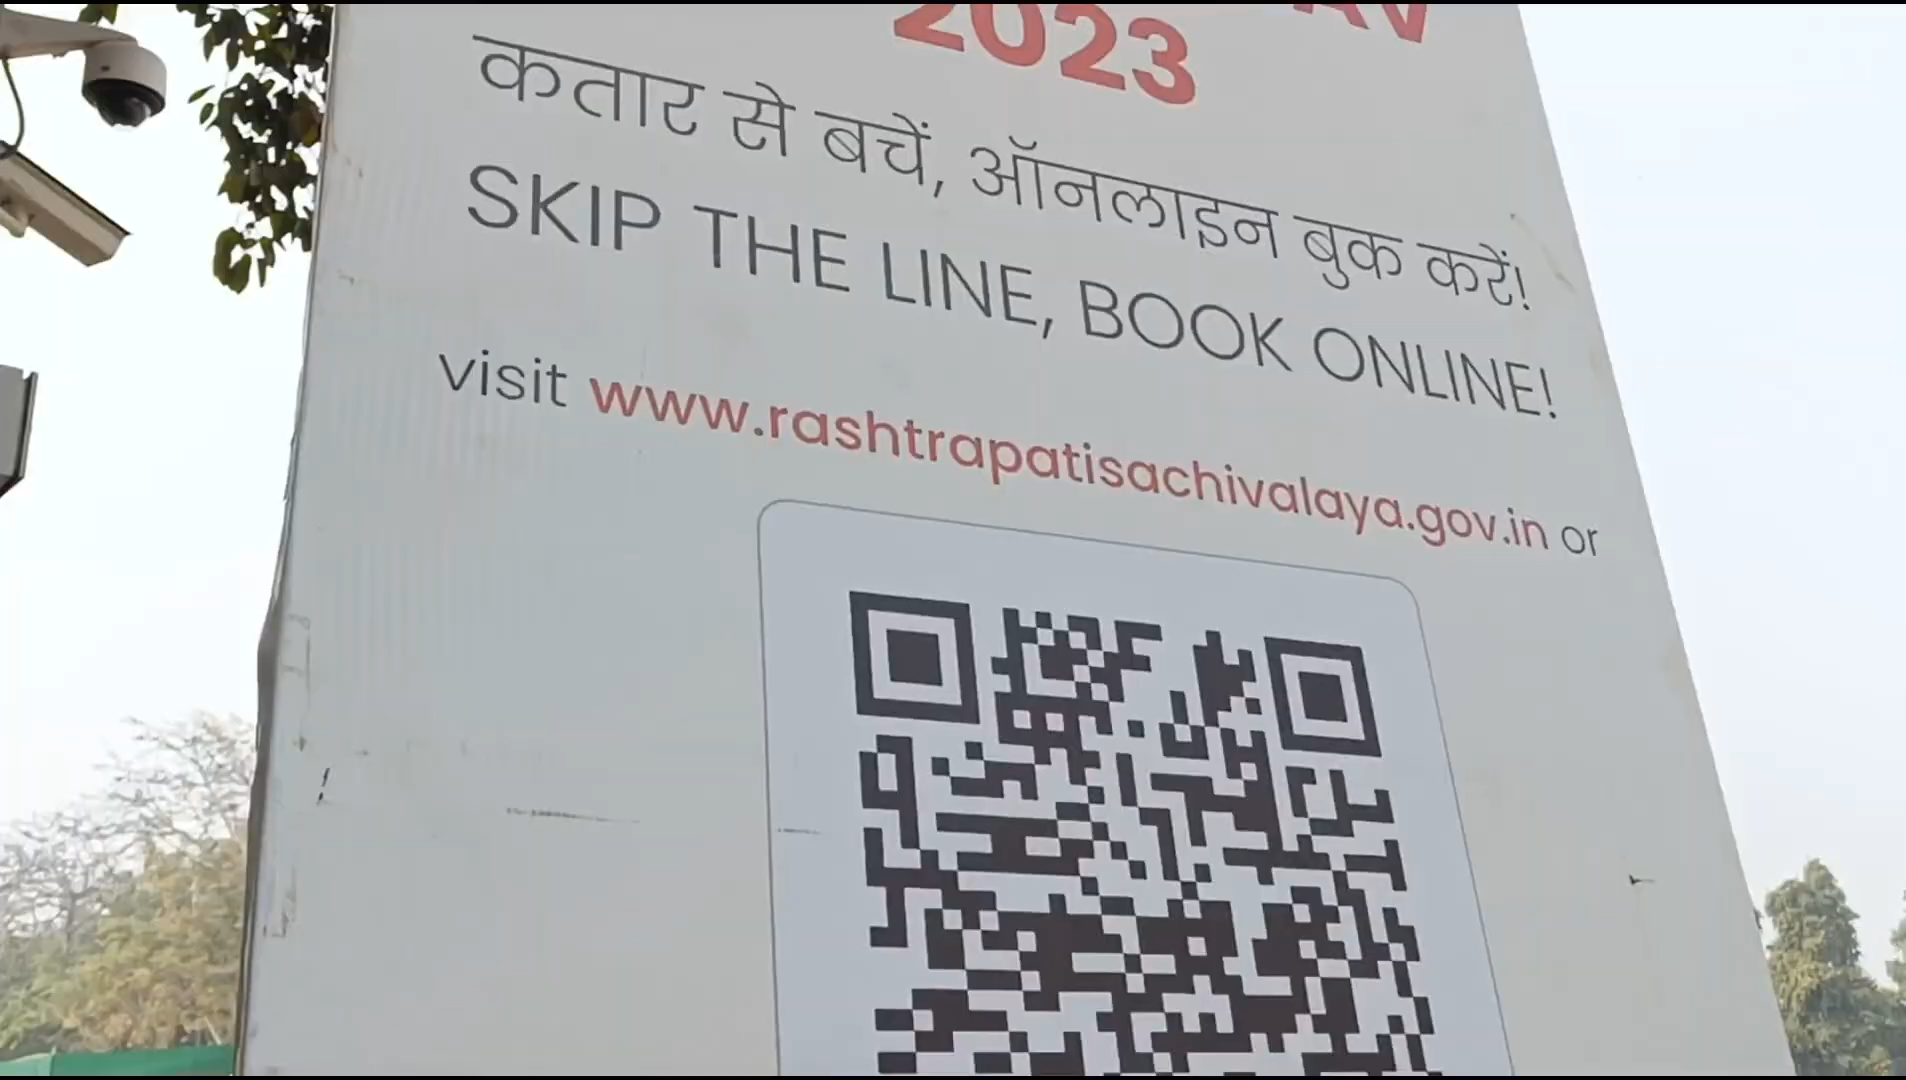 2023
कतार से बचें, ऑनलाइन बुक करें!
SKIP THE LINE, BOOK ONLINE!
visit www.rashtrapatisachivalaya.gov.in or